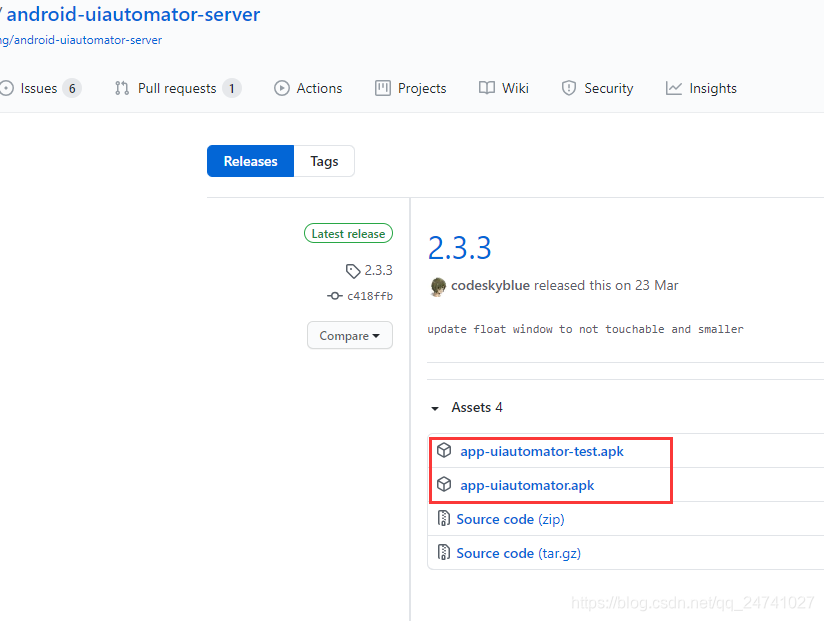 / android-uiautomator-server
ng/android-uiautomator-server
Issues 6
Pull requests 1
Actions
Projects
Wiki
Security
Insights
Releases
Tags
Latest release
2.3.3
c418ffb
Compare
2.3.3
codeskyblue released this on 23 Mar
update float window to not touchable and smaller
Assets 4
app-uiautomator-test.apk
app-uiautomator.apk
Source code (zip)
Source code (tar.gz)
https://blog.csdn.net/qq_24741027